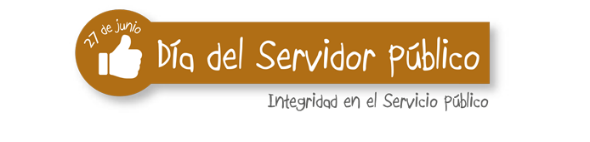 27 de junio
Día del Servidor Público
Integridad en el Servicio Público